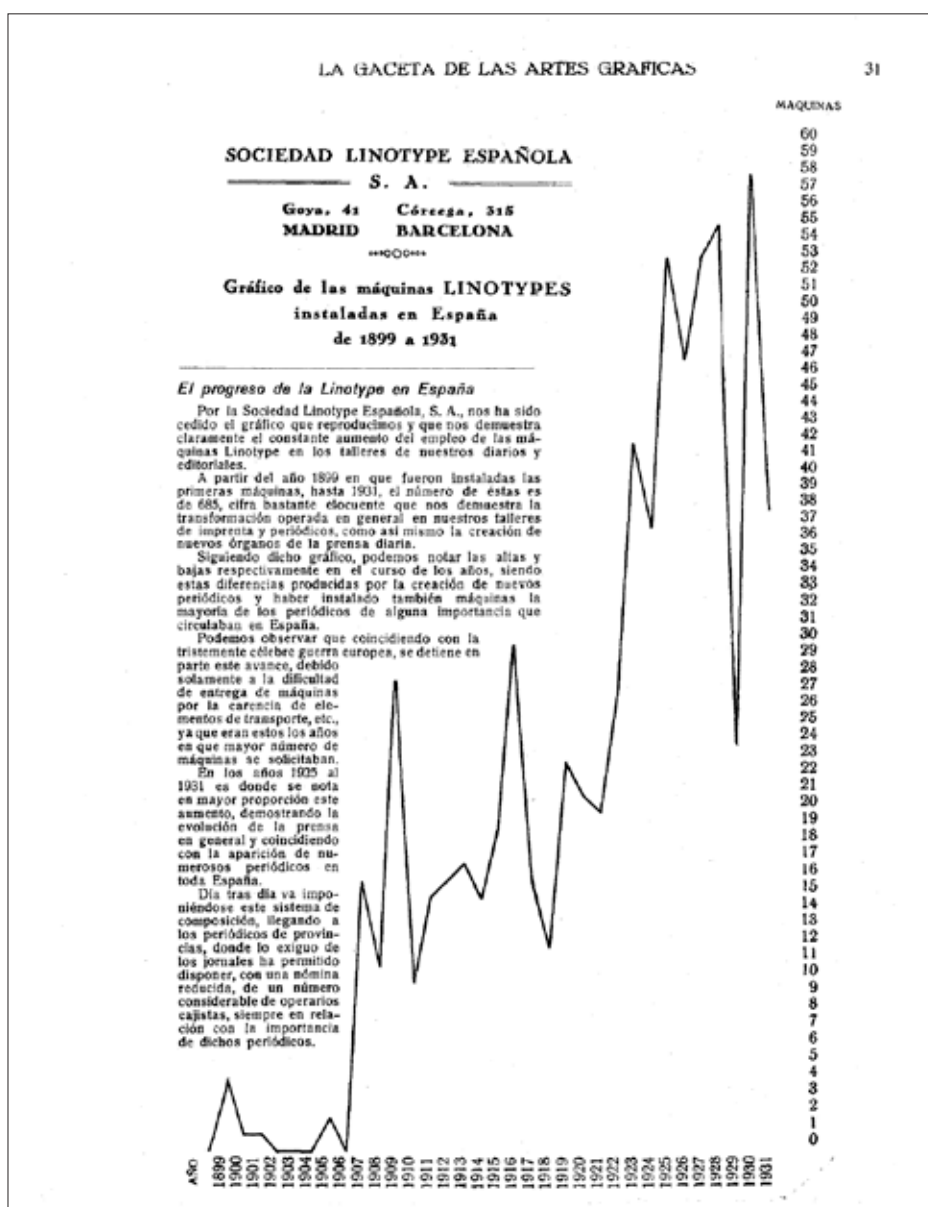 LA GACETA DE LAS ARTES GRAFICAS
31
MAQUINAS
SOCIEDAD LINOTYPE ESPAÑOLA
S. A.
Goya, 41 Córcega, 315
MADRID BARCELONA
Gráfico de las máquinas LINOTYPES
instaladas en España
de 1899 a 1931
El progreso de la Linotype en España
Por la Sociedad Linotype Española, S. A., nos ha sido
cedido el gráfico que reproducimos y que nos demuestra
claramente el constante aumento del empleo de las má-
quinas Linotype en los talleres de nuestros diarios y
editoriales.
A partir del año 1899 en que fueron instaladas las
primeras máquinas, hasta 1931, el número de éstas es
de 685, cifra bastante elocuente que nos demuestra la
transformación operada en general en nuestros talleres
de imprenta y periódicos, como así mismo la creación de
nuevos órganos de la prensa diaria.
Siguiendo dicho gráfico, podemos notar las altas y
bajas respectivamente en el curso de los años, siendo
estas diferencias producidas por la creación de nuevos
periódicos y haber instalado también máquinas la
mayoría de los periódicos de alguna importancia que
circulaban en España.
Podemos observar que coincidiendo con la
tristemente célebre guerra europea, se detiene en
parte este avance, debido
solamente a la dificultad
de entrega de máquinas
por la carencia de ele-
mentos de transporte, etc.,
ya que eran estos los años
en que mayor número de
máquinas se solicitaban.
En los años 1925 al
1931 es donde se nota
en mayor proporción este
aumento, demostrando la
evolución de la prensa
en general y coincidiendo
con la aparición de nu-
merosos periódicos en
toda España.
Día tras día va impo-
niéndose este sistema de
composición, llegando a
los periódicos de provin-
cias, donde lo exiguo de
los jornales ha permitido
disponer, con una nómina
reducida, de un número
considerable de operarios
cajistas, siempre en rela-
ción con la importancia
de dichos periódicos.
60
59
58
57
56
55
54
53
52
51
50
49
48
47
46
45
44
43
42
41
40
39
38
37
36
35
34
33
32
31
30
29
28
27
26
25
24
23
22
21
20
19
18
17
16
15
14
13
12
11
10
9
8
7
6
5
4
3
2
1
0
AÑO
1899
1900
1901
1902
1903
1904
1905
1906
1907
1908
1909
1910
1911
1912
1913
1914
1915
1916
1917
1918
1919
1920
1921
1922
1923
1924
1925
1926
1927
1928
1929
1930
1931